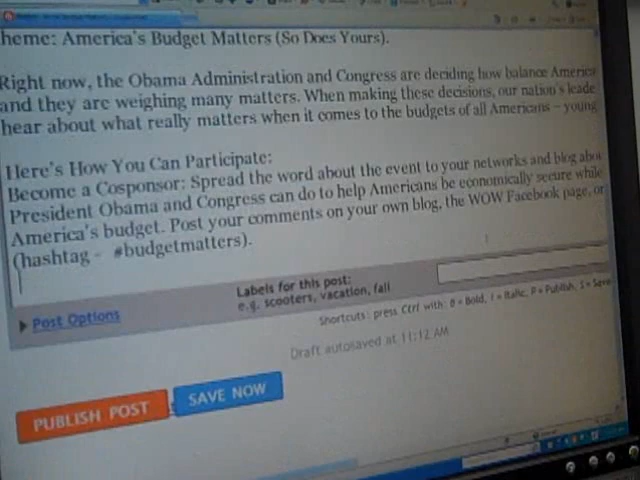 heme: America's Budget Matters (So Does Yours).
Right now, the Obama Administration and Congress are deciding how balance America
and they are weighing many matters. When making these decisions, our nation's leade
hear about what really matters when it comes to the budgets of all Americans - young
Here's How You Can Participate:
Become a Cosponsor: Spread the word about the event to your networks and blog abou
President Obama and Congress can do to help Americans be economically secure while
America's budget. Post your comments on your own blog, the WOW Facebook page, or
(hashtag - #budgetmatters).
Post Options
Labels for this post:
e.g. scooters, vacation, fall
Shortcuts: press Ctrl with: B = Bold, I = Italic, P = Publish, S = Save
Draft autosaved at 11:12 AM
PUBLISH POST
SAVE NOW